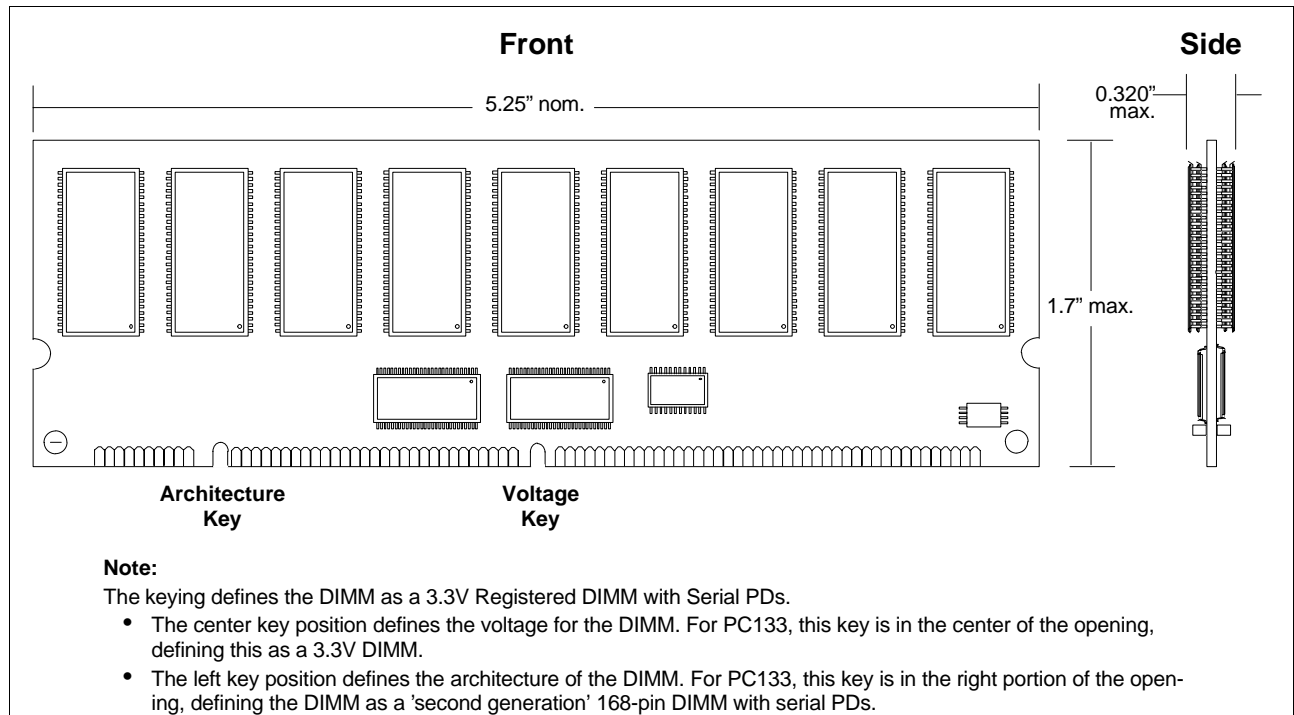 Front
Side
5.25” nom.
0.320”
max.
1.7” max.
Architecture
Key
Voltage
Key
Note:
The keying defines the DIMM as a 3.3V Registered DIMM with Serial PDs.
• The center key position defines the voltage for the DIMM. For PC133, this key is in the center of the opening,
defining this as a 3.3V DIMM.
• The left key position defines the architecture of the DIMM. For PC133, this key is in the right portion of the open-
ing, defining the DIMM as a ’second generation’ 168-pin DIMM with serial PDs.